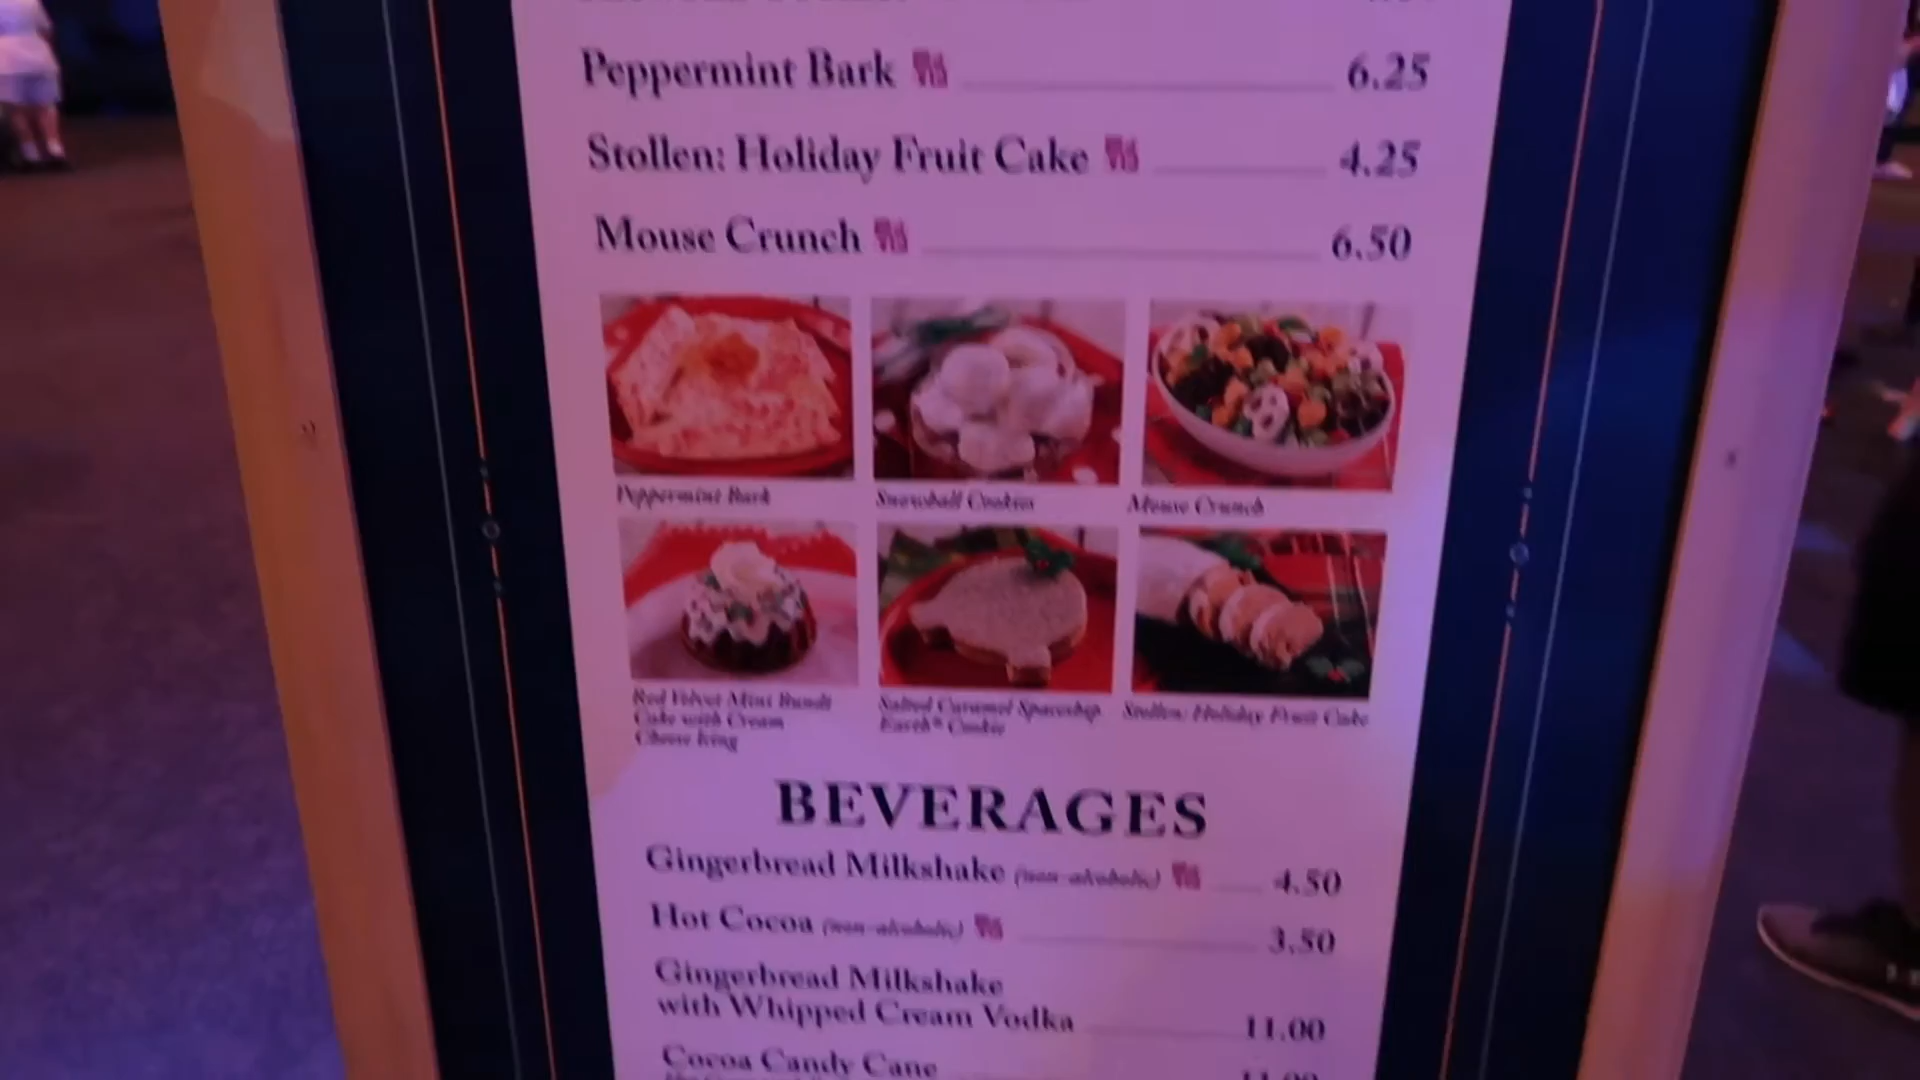 Peppermint Bark 6.25
Stollen: Holiday Fruit Cake 4.25
Mouse Crunch 6.50
Peppermint Bark
Snowball Cookies
Mouse Crunch
Red Velvet Mini Bundt
Cake with Cream
Cheese Icing
Salted Caramel Spaceship
Earth® Cookie
Stollen: Holiday Fruit Cake
BEVERAGES
Gingerbread Milkshake (non-alcoholic) 4.50
Hot Cocoa (non-alcoholic) 3.50
Gingerbread Milkshake
with Whipped Cream Vodka 11.00
Cocoa Candy Cane